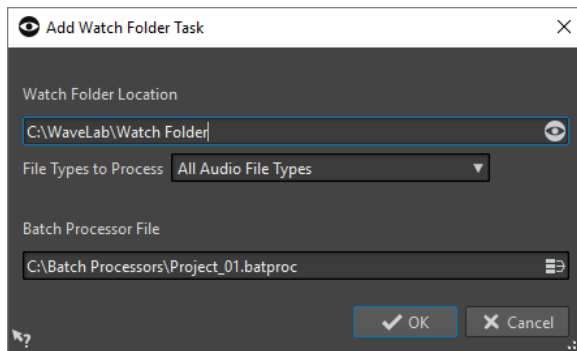 Add Watch Folder Task
Watch Folder Location
C:\WaveLab\Watch Folder
File Types to Process All Audio File Types
Batch Processor File
C:\Batch Processors\Project_01.batproc
OK Cancel
?